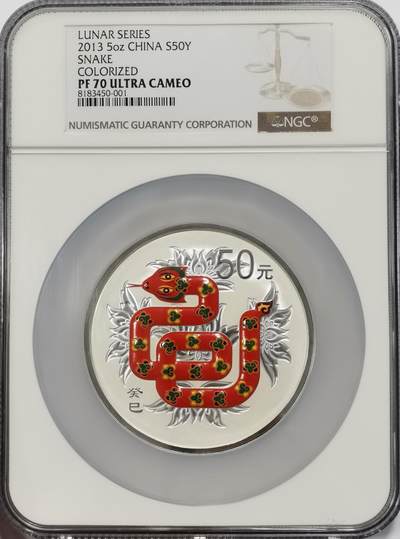 LUNAR SERIES
2013 5oz CHINA S50Y
SNAKE
COLORIZED
PF 70 ULTRA CAMEO
8183450-001
NUMISMATIC GUARANTY CORPORATION
NGC®
50元
癸
巳